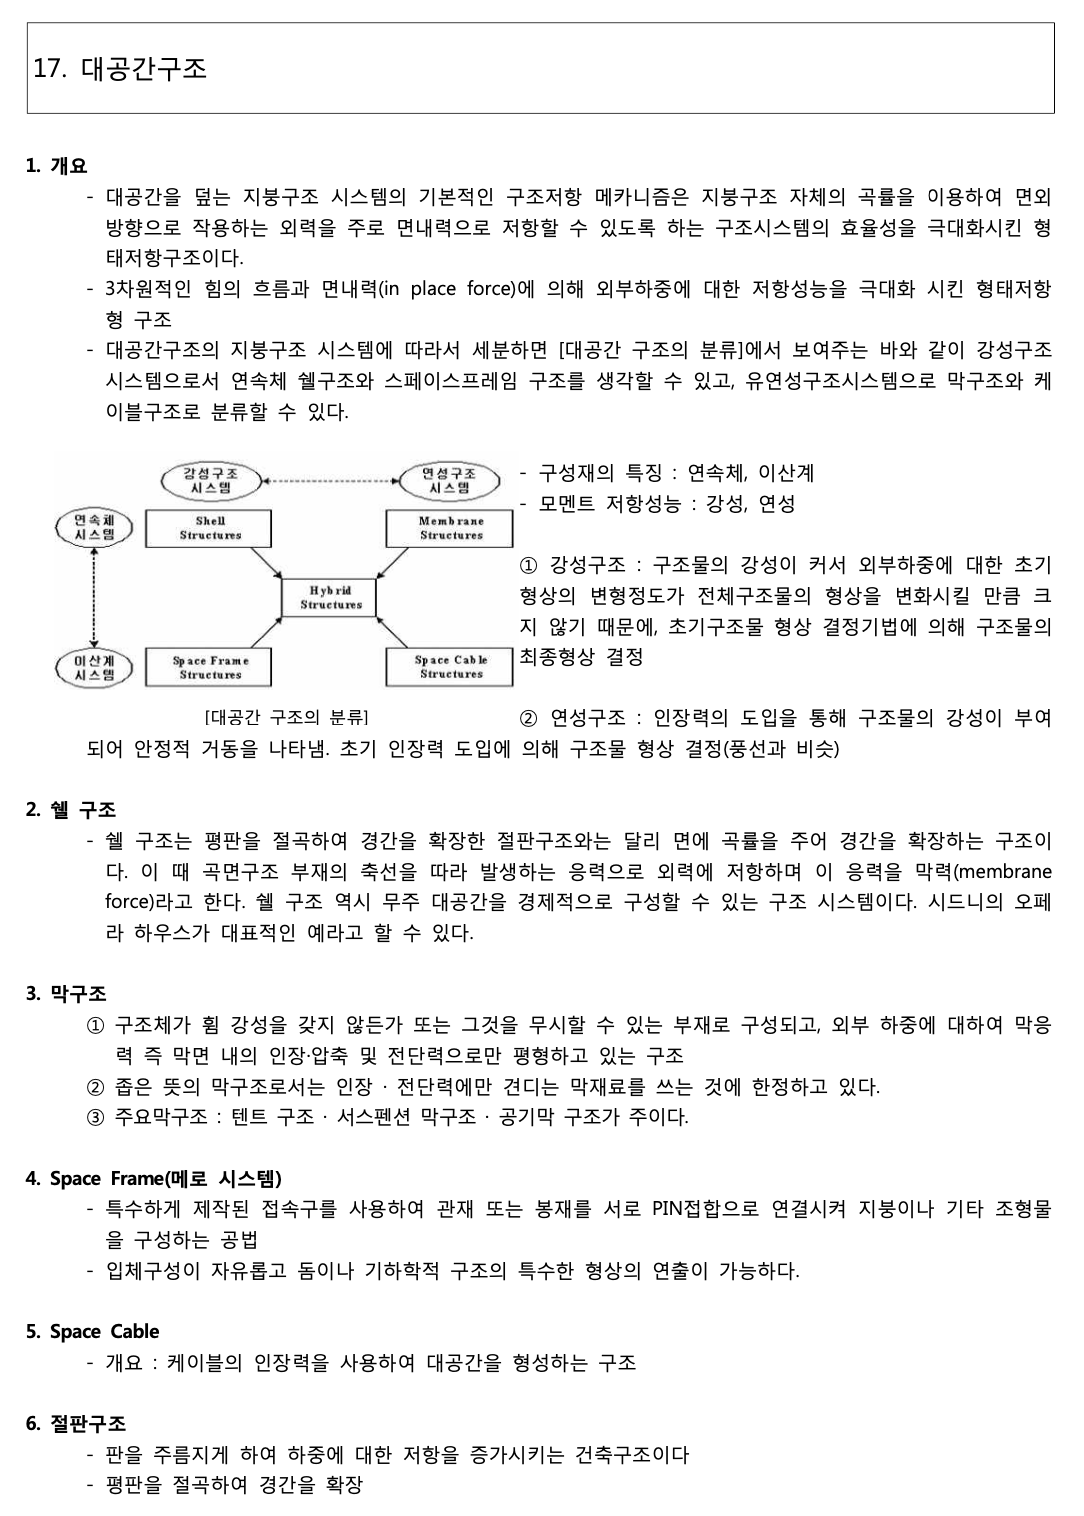 17. 대공간구조
1. 개요
- 대공간을 덮는 지붕구조 시스템의 기본적인 구조저항 메카니즘은 지붕구조 자체의 곡률을 이용하여 면외
방향으로 작용하는 외력을 주로 면내력으로 저항할 수 있도록 하는 구조시스템의 효율성을 극대화시킨 형
태저항구조이다.
- 3차원적인 힘의 흐름과 면내력(in place force)에 의해 외부하중에 대한 저항성능을 극대화 시킨 형태저항
형 구조
- 대공간구조의 지붕구조 시스템에 따라서 세분하면 [대공간 구조의 분류]에서 보여주는 바와 같이 강성구조
시스템으로서 연속체 쉘구조와 스페이스프레임 구조를 생각할 수 있고, 유연성구조시스템으로 막구조와 케
이블구조로 분류할 수 있다.
강성구조
시스템
연성구조
시스템
연속체
시스템
Shell
Structures
Membrane
Structures
Hybrid
Structures
이산계
시스템
Space Frame
Structures
Space Cable
Structures
[대공간 구조의 분류]
- 구성재의 특징 : 연속체, 이산계
- 모멘트 저항성능 : 강성, 연성
① 강성구조 : 구조물의 강성이 커서 외부하중에 대한 초기
형상의 변형정도가 전체구조물의 형상을 변화시킬 만큼 크
지 않기 때문에, 초기구조물 형상 결정기법에 의해 구조물의
최종형상 결정
② 연성구조 : 인장력의 도입을 통해 구조물의 강성이 부여
되어 안정적 거동을 나타냄. 초기 인장력 도입에 의해 구조물 형상 결정(풍선과 비슷)
2. 쉘 구조
- 쉘 구조는 평판을 절곡하여 경간을 확장한 절판구조와는 달리 면에 곡률을 주어 경간을 확장하는 구조이
다. 이 때 곡면구조 부재의 축선을 따라 발생하는 응력으로 외력에 저항하며 이 응력을 막력(membrane
force)라고 한다. 쉘 구조 역시 무주 대공간을 경제적으로 구성할 수 있는 구조 시스템이다. 시드니의 오페
라 하우스가 대표적인 예라고 할 수 있다.
3. 막구조
① 구조체가 휨 강성을 갖지 않든가 또는 그것을 무시할 수 있는 부재로 구성되고, 외부 하중에 대하여 막응
력 즉 막면 내의 인장·압축 및 전단력으로만 평형하고 있는 구조
② 좁은 뜻의 막구조로서는 인장 · 전단력에만 견디는 막재료를 쓰는 것에 한정하고 있다.
③ 주요막구조 : 텐트 구조 · 서스펜션 막구조 · 공기막 구조가 주이다.
4. Space Frame(메로 시스템)
- 특수하게 제작된 접속구를 사용하여 관재 또는 봉재를 서로 PIN접합으로 연결시켜 지붕이나 기타 조형물
을 구성하는 공법
- 입체구성이 자유롭고 돔이나 기하학적 구조의 특수한 형상의 연출이 가능하다.
5. Space Cable
- 개요 : 케이블의 인장력을 사용하여 대공간을 형성하는 구조
6. 절판구조
- 판을 주름지게 하여 하중에 대한 저항을 증가시키는 건축구조이다
- 평판을 절곡하여 경간을 확장